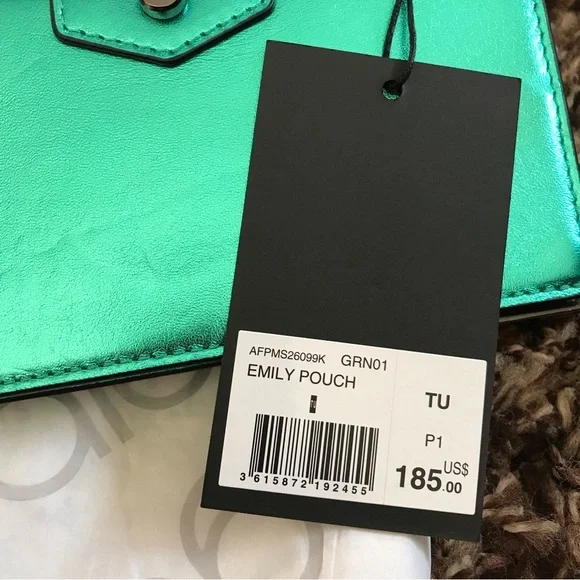 AFPMS26099K GRN01
EMILY POUCH
TU
P1
185.00 US$
3 615872 192455